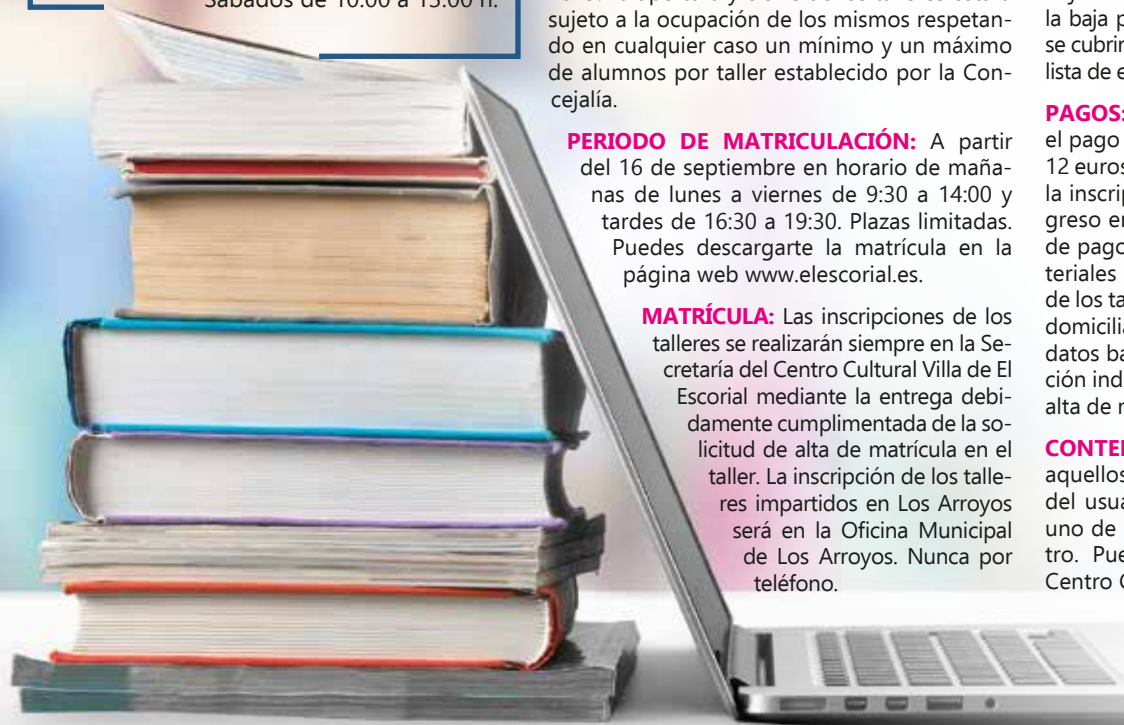 Sábados de 10:00 a 13:00 h.
sujeto a la ocupación de los mismos respetan-
do en cualquier caso un mínimo y un máximo
de alumnos por taller establecido por la Con-
cejalía.
PERIODO DE MATRICULACIÓN: A partir
del 16 de septiembre en horario de maña-
nas de lunes a viernes de 9:30 a 14:00 y
tardes de 16:30 a 19:30. Plazas limitadas.
Puedes descargarte la matrícula en la
página web www.elescorial.es.
MATRÍCULA: Las inscripciones de los
talleres se realizarán siempre en la Se-
cretaría del Centro Cultural Villa de El
Escorial mediante la entrega debi-
damente cumplimentada de la so-
licitud de alta de matrícula en el
taller. La inscripción de los talle-
res impartidos en Los Arroyos
será en la Oficina Municipal
de Los Arroyos. Nunca por
teléfono.
la baja p
se cubrir
lista de e
PAGOS:
el pago
12 euros
la inscrip
greso en
de pago
teriales
de los ta
domicilia
datos ba
ción ind
alta de r
CONTE
aquellos
del usua
uno de
tro. Pue
Centro C